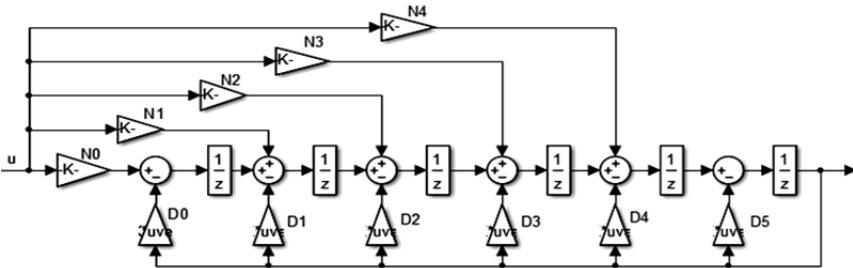 N4
K-
N3
K-
N2
K-
N1
K-
u
N0
-K-
1
z
1
z
1
z
1
z
1
z
1
z
+
−
+
+
−
+
+
−
+
+
−
+
+
−
+
−
D0
D1
D2
D3
D4
D5